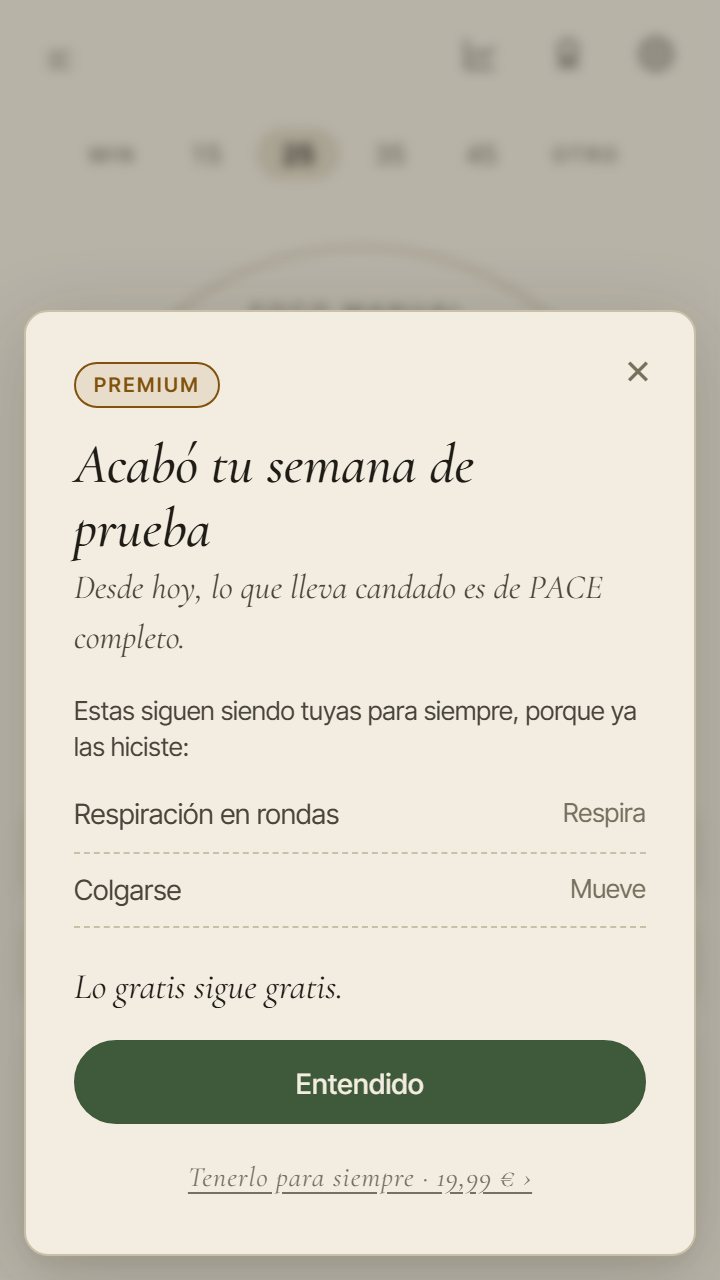 PREMIUM
×
Acabó tu semana de
prueba
Desde hoy, lo que lleva candado es de PACE
completo.
Estas siguen siendo tuyas para siempre, porque ya
las hiciste:
Respiración en rondas Respira
Colgarse Mueve
Lo gratis sigue gratis.
Entendido
Tenerlo para siempre · 19,99 € ›